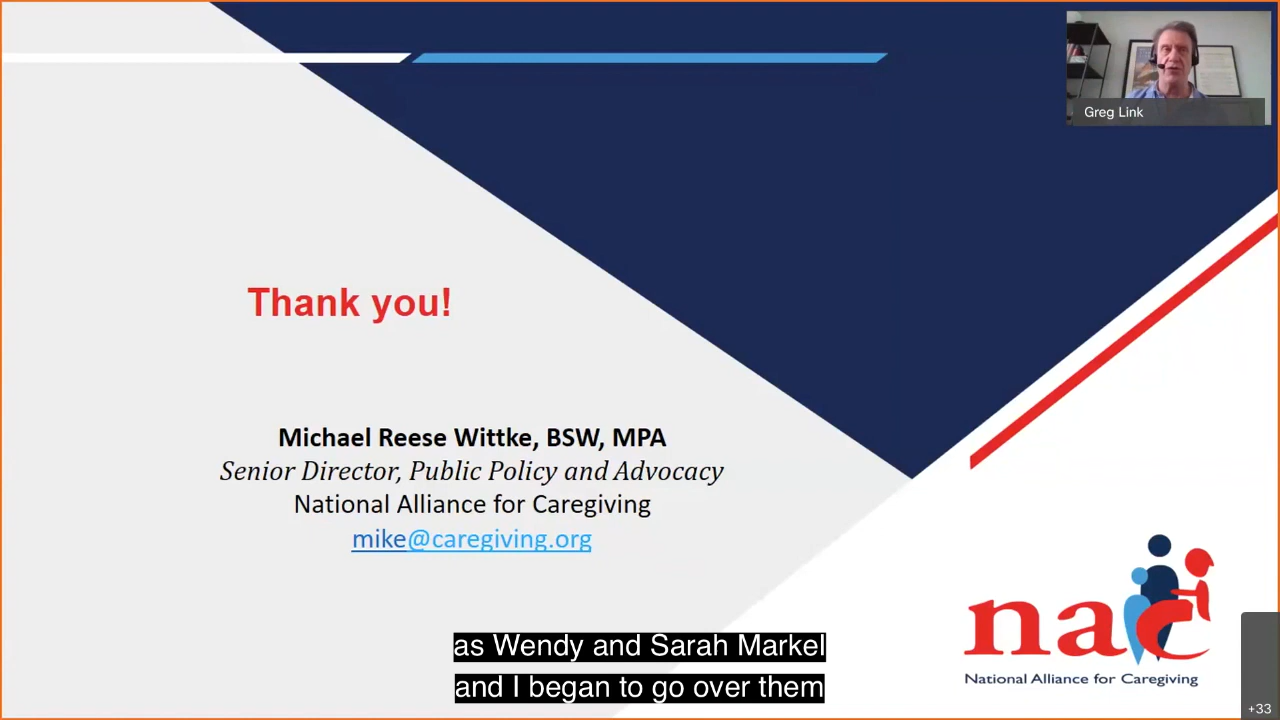 Greg Link
Thank you!
Michael Reese Wittke, BSW, MPA
Senior Director, Public Policy and Advocacy
National Alliance for Caregiving
mike@caregiving.org
nac
National Alliance for Caregiving
as Wendy and Sarah Markel
and I began to go over them
+33